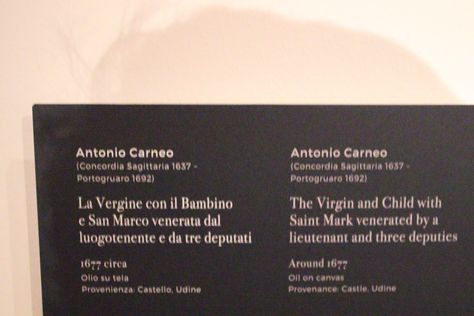 Antonio Carneo
(Concordia Sagittaria 1637 -
Portogruaro 1692)
La Vergine con il Bambino
e San Marco venerata dal
luogotenente e da tre deputati
1677 circa
Olio su tela
Provenienza: Castello, Udine
Antonio Carneo
(Concordia Sagittaria 1637 -
Portogruaro 1692)
The Virgin and Child with
Saint Mark venerated by a
lieutenant and three deputies
Around 1677
Oil on canvas
Provenance: Castle, Udine